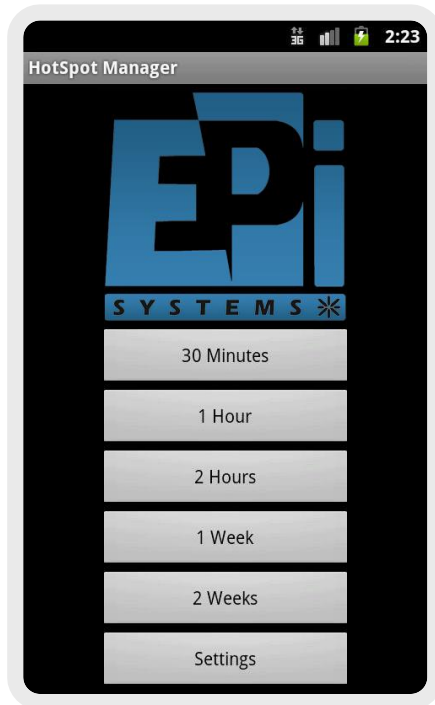 3G 2:23
HotSpot Manager
EPi
SYSTEMS
30 Minutes
1 Hour
2 Hours
1 Week
2 Weeks
Settings